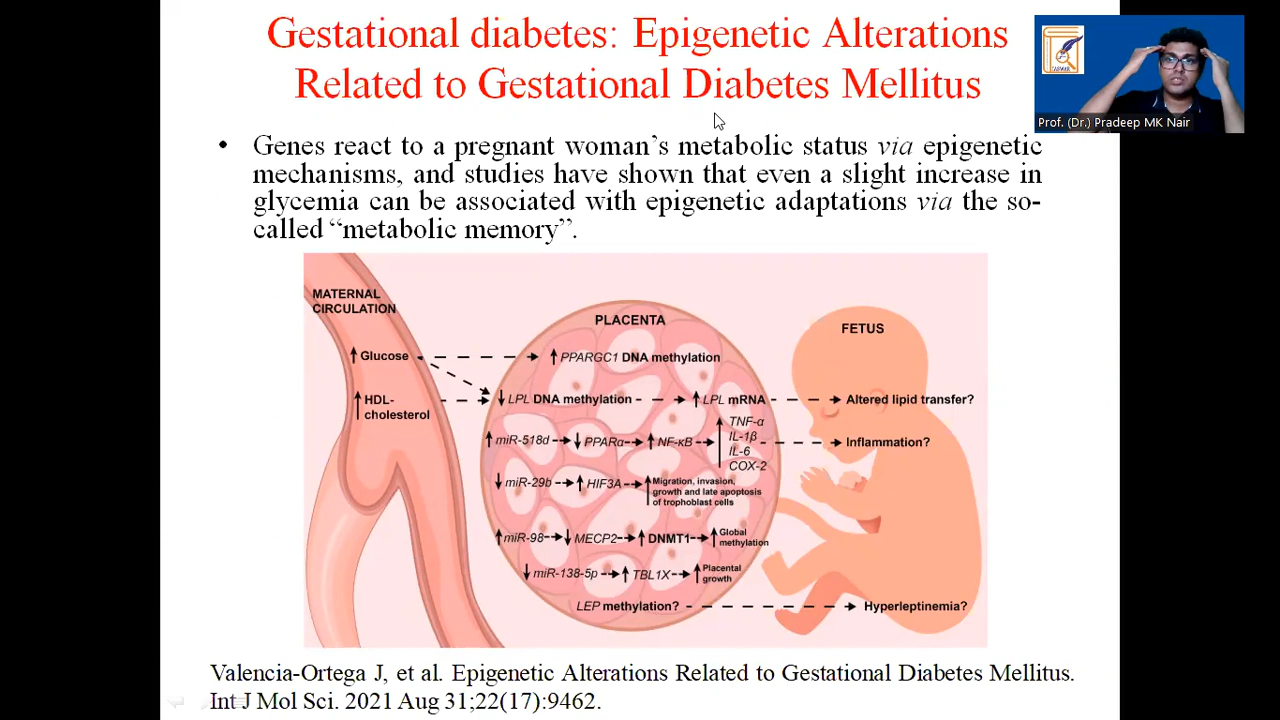 Gestational diabetes: Epigenetic Alterations
Related to Gestational Diabetes Mellitus
Prof. (Dr.) Pradeep MK Nair
• Genes react to a pregnant woman's metabolic status via epigenetic
mechanisms, and studies have shown that even a slight increase in
glycemia can be associated with epigenetic adaptations via the so-
called “metabolic memory”.
MATERNAL
CIRCULATION
PLACENTA
FETUS
↑ Glucose
↑ PPARGC1 DNA methylation
↑ HDL-
cholesterol
↓ LPL DNA methylation
↑ LPL mRNA
Altered lipid transfer?
↑ miR-518d
↓ PPARα
↑ NF-κB
↑ TNF-α
IL-1β
IL-6
COX-2
Inflammation?
↓ miR-29b
↑ HIF3A
↑ Migration, invasion,
growth and late apoptosis
of trophoblast cells
↑ miR-98
↓ MECP2
↑ DNMT1
↑ Global
methylation
↓ miR-138-5p
↑ TBL1X
↑ Placental
growth
LEP methylation?
Hyperleptinemia?
Valencia-Ortega J, et al. Epigenetic Alterations Related to Gestational Diabetes Mellitus.
Int J Mol Sci. 2021 Aug 31;22(17):9462.